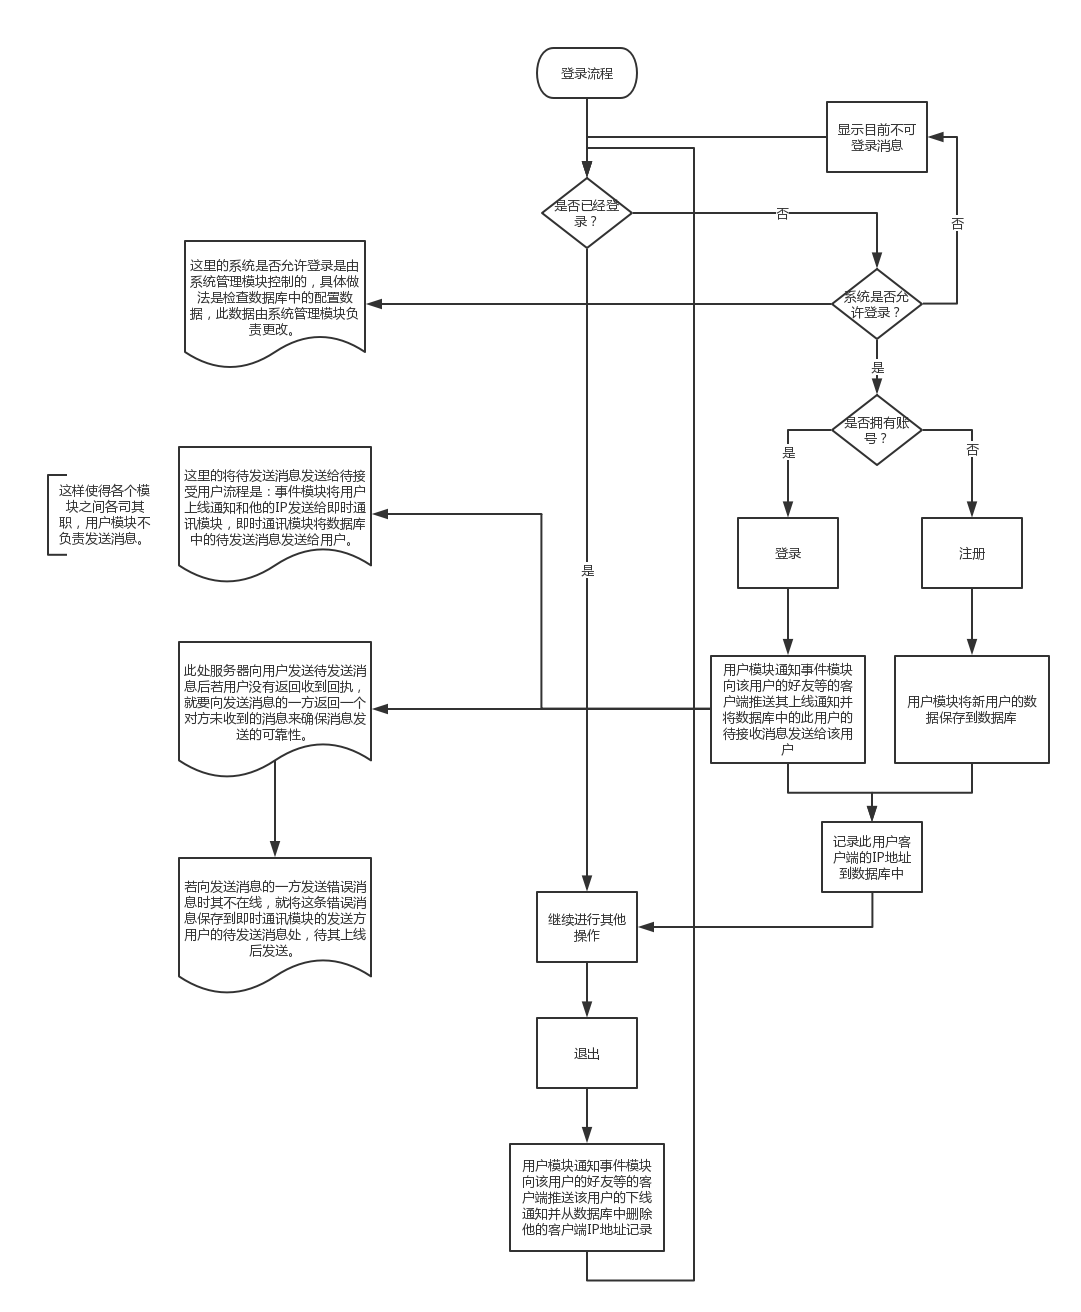 登录流程
显示目前不可
登录消息
是否已经登
录？
否
否
这里的系统是否允许登录是由
系统管理模块控制的，具体做
法是检查数据库中的配置数
据，此数据由系统管理模块负
责更改。
系统是否允
许登录？
是
是否拥有账
号？
是
否
这样使得各个模
块之间各司其
职，用户模块不
负责发送消息。
这里的将待发送消息发送给待接
受用户流程是：事件模块将用户
上线通知和他的IP发送给即时通
讯模块，即时通讯模块将数据库
中的待发送消息发送给用户。
是
登录
注册
此处服务器向用户发送待发送消
息后若用户没有返回收到回执，
就要向发送消息的一方返回一个
对方未收到的消息来确保消息发
送的可靠性。
用户模块通知事件模块
向该用户的好友等的客
户端推送其上线通知并
将数据库中的此用户的
待接收消息发送给该用
户
用户模块将新用户的数
据保存到数据库
记录此用户客
户端的IP地址
到数据库中
若向发送消息的一方发送错误消
息时其不在线，就将这条错误消
息保存到即时通讯模块的发送方
用户的待发送消息处，待其上线
后发送。
继续进行其他
操作
退出
用户模块通知事件模块
向该用户的好友等的客
户端推送该用户的下线
通知并从数据库中删除
他的客户端IP地址记录